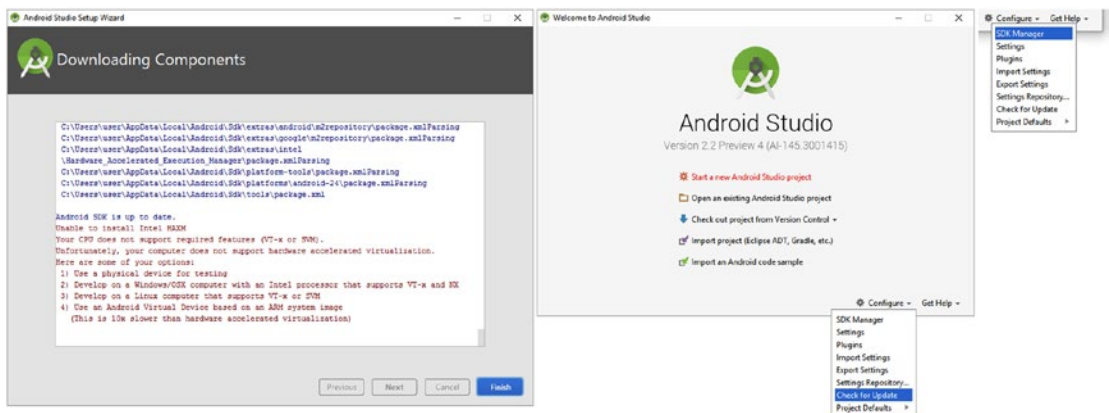 Android Studio Setup Wizard
Downloading Components
C:\Users\user\AppData\Local\Android\Sdk\extras\android\m2repository\package.xmlParsing
C:\Users\user\AppData\Local\Android\Sdk\extras\google\m2repository\package.xmlParsing
C:\Users\user\AppData\Local\Android\Sdk\extras\intel
\Hardware_Accelerated_Execution_Manager\package.xmlParsing
C:\Users\user\AppData\Local\Android\Sdk\platform-tools\package.xmlParsing
C:\Users\user\AppData\Local\Android\Sdk\platforms\android-24\package.xmlParsing
C:\Users\user\AppData\Local\Android\Sdk\tools\package.xml
Android SDK is up to date.
Unable to install Intel HAXM
Your CPU does not support required features (VT-x or SVM).
Unfortunately, your computer does not support hardware accelerated virtualization.
Here are some of your options:
1) Use a physical device for testing
2) Develop on a Windows/OSX computer with an Intel processor that supports VT-x and NX
3) Develop on a Linux computer that supports VT-x or SVM
4) Use an Android Virtual Device based on an ARM system image
(This is 10x slower than hardware accelerated virtualization)
Previous
Next
Cancel
Finish
Welcome to Android Studio
Android Studio
Version 2.2 Preview 4 (AI-145.3001415)
Start a new Android Studio project
Open an existing Android Studio project
Check out project from Version Control
Import project (Eclipse ADT, Gradle, etc.)
Import an Android code sample
Configure
Get Help
SDK Manager
Settings
Plugins
Import Settings
Export Settings
Settings Repository...
Check for Update
Project Defaults
Configure
Get Help
SDK Manager
Settings
Plugins
Import Settings
Export Settings
Settings Repository...
Check for Update
Project Defaults